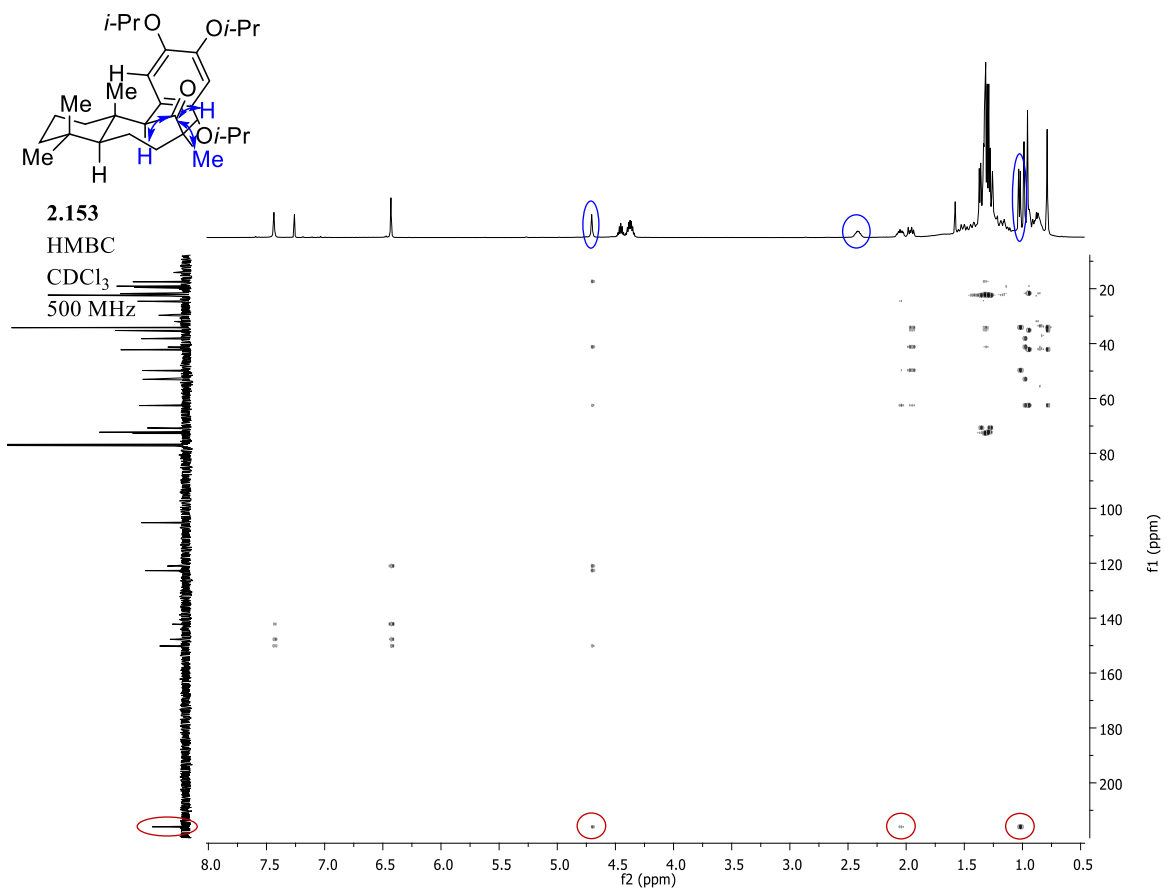 i-PrO
Oi-Pr
H
O
Me
Me
H
Oi-Pr
H
Me
Me
H
2.153
HMBC
CDCl3
500 MHz
20
40
60
80
100
120
140
160
180
200
f1 (ppm)
8.0 7.5 7.0 6.5 6.0 5.5 5.0 4.5 4.0 3.5 3.0 2.5 2.0 1.5 1.0 0.5
f2 (ppm)